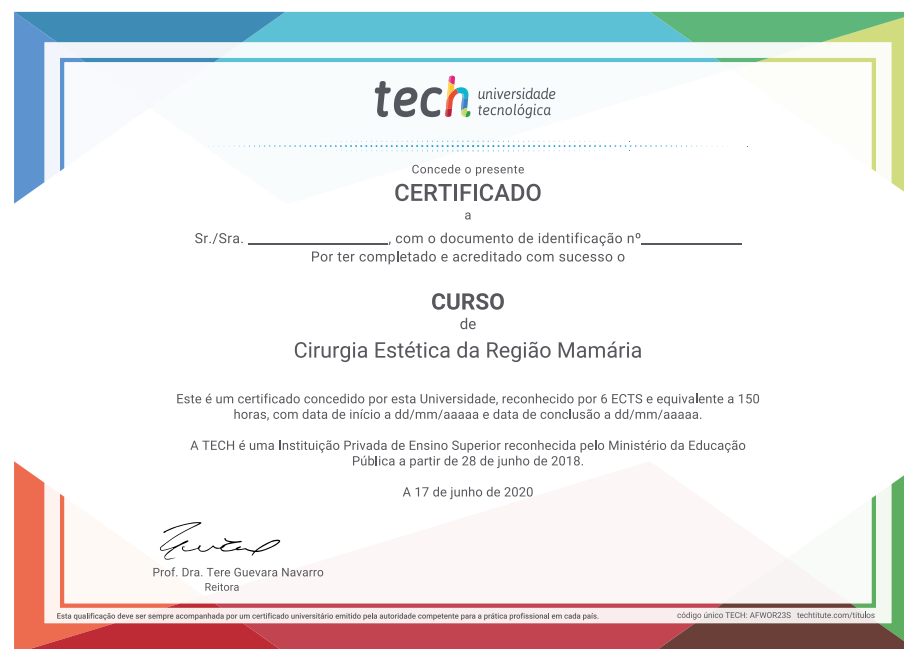 tech universidade
tecnológica
Concede o presente
CERTIFICADO
a
Sr./Sra. ____________, com o documento de identificação nº__________
Por ter completado e acreditado com sucesso o
CURSO
de
Cirurgia Estética da Região Mamária
Este é um certificado concedido por esta Universidade, reconhecido por 6 ECTS e equivalente a 150
horas, com data de início a dd/mm/aaaaa e data de conclusão a dd/mm/aaaaa.
A TECH é uma Instituição Privada de Ensino Superior reconhecida pelo Ministério da Educação
Pública a partir de 28 de junho de 2018.
A 17 de junho de 2020
Prof. Dra. Tere Guevara Navarro
Reitora
Esta qualificação deve ser sempre acompanhada por um certificado universitário emitido pela autoridade competente para a prática profissional em cada país.
código único TECH: AFWOR23S techtitute.com/titulos